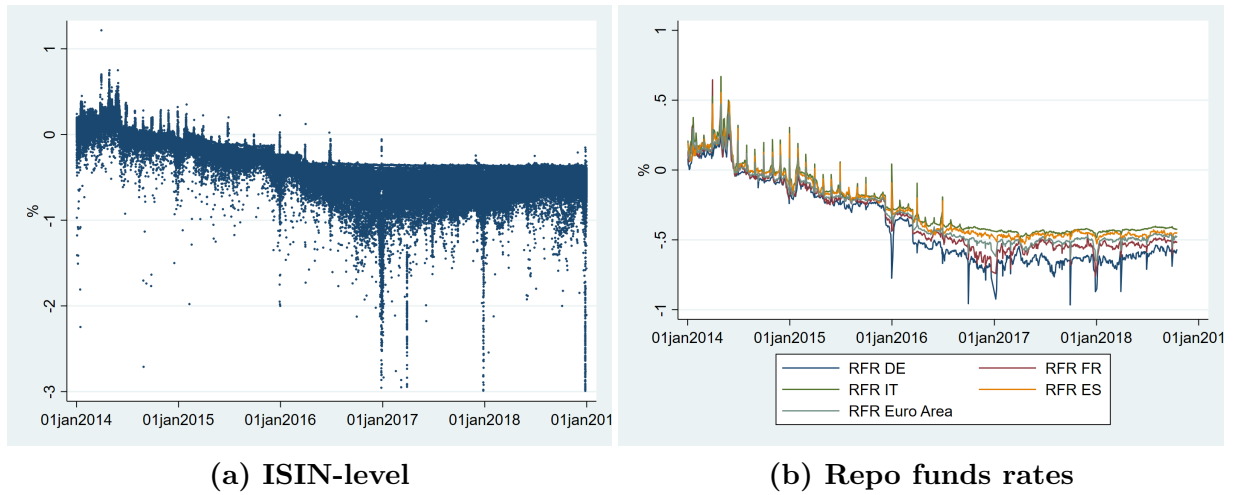 1
0
%
-1
-2
-3
01jan2014 01jan2015 01jan2016 01jan2017 01jan2018 01jan201
(a) ISIN-level
1
.5
0
%
-.5
-1
01jan2014 01jan2015 01jan2016 01jan2017 01jan2018 01jan201
RFR DE RFR FR
RFR IT RFR ES
RFR Euro Area
(b) Repo funds rates